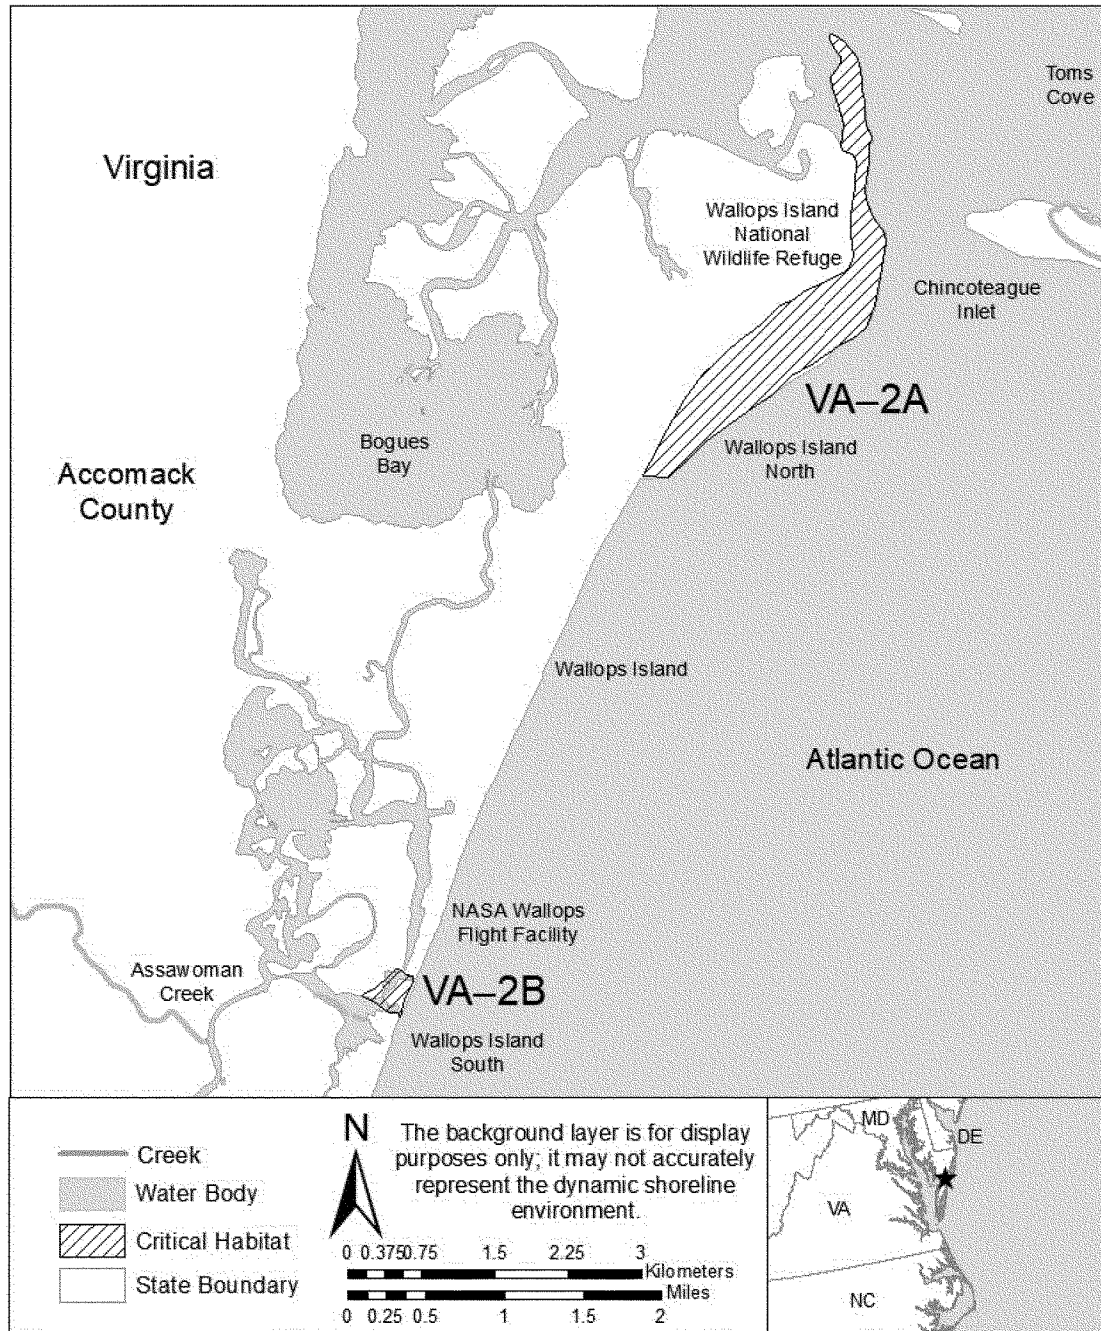 Toms
Cove
Virginia
Wallops Island
National
Wildlife Refuge
Chincoteague
Inlet
VA–2A
Bogues
Bay
Wallops Island
North
Accomack
County
Wallops Island
Atlantic Ocean
NASA Wallops
Flight Facility
Assawoman
Creek
VA–2B
Wallops Island
South
Creek
Water Body
Critical Habitat
State Boundary
N
The background layer is for display
purposes only; it may not accurately
represent the dynamic shoreline
environment.
0 0.375 0.75 1.5 2.25 3
Kilometers
Miles
0 0.25 0.5 1 1.5 2
MD
DE
VA
NC